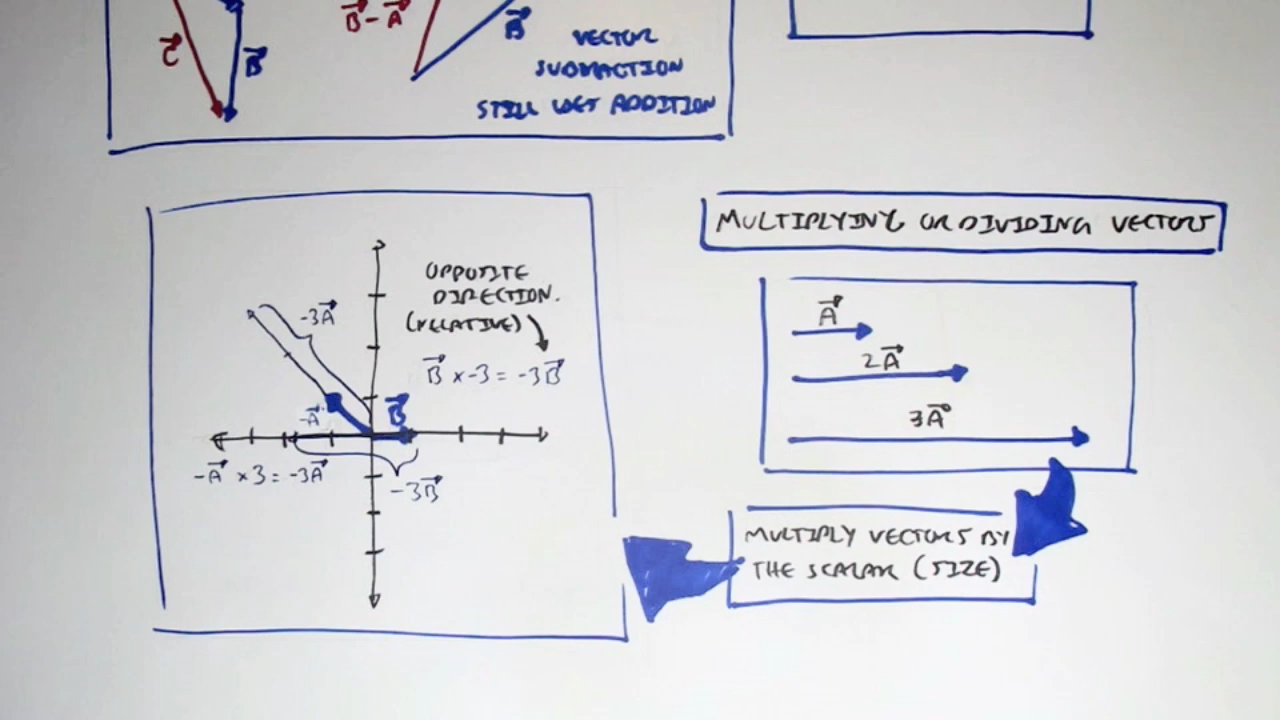 C
B
B - A
B
VECTOR
SUBTRACTION
STILL USES ADDITION
MULTIPLYING OR DIVIDING VECTORS
A
2A
3A
MULTIPLY VECTORS BY
THE SCALAR (SIZE)
OPPOSITE
DIRECTION.
(RELATIVE)
B x -3 = -3B
-3A
-A
B
-A x 3 = -3A
-3B